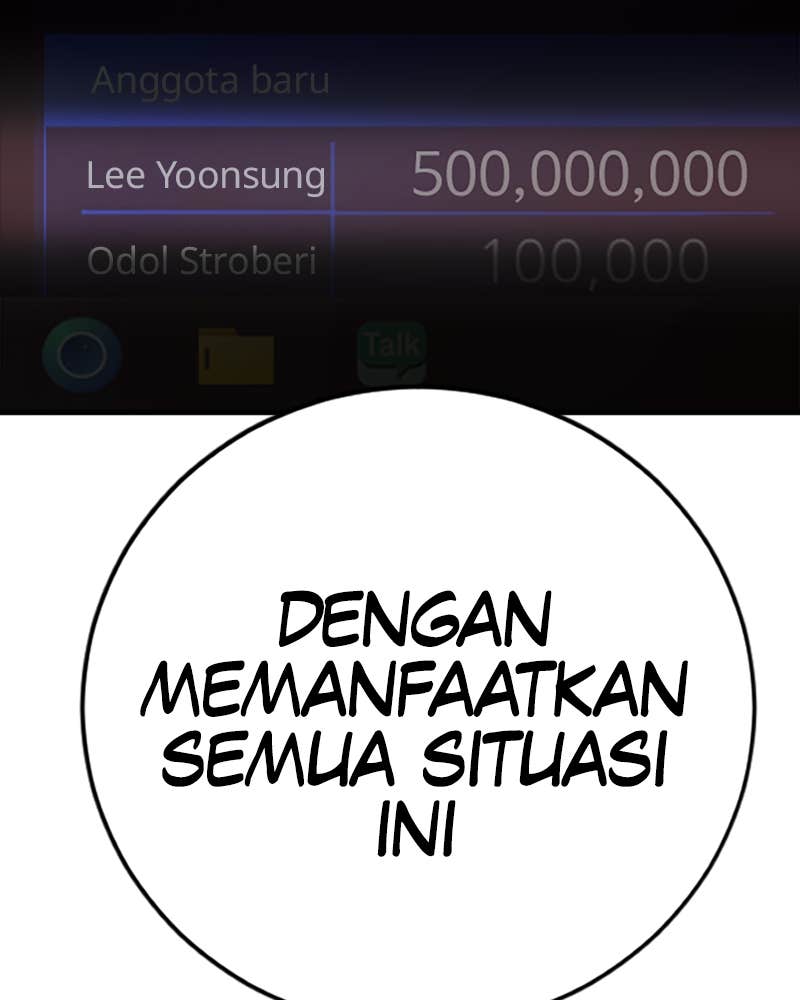 Anggota baru
Lee Yoonsung 500,000,000
Odol Stroberi 100,000
Talk
DENGAN
MEMANFAATKAN
SEMUA SITUASI
INI